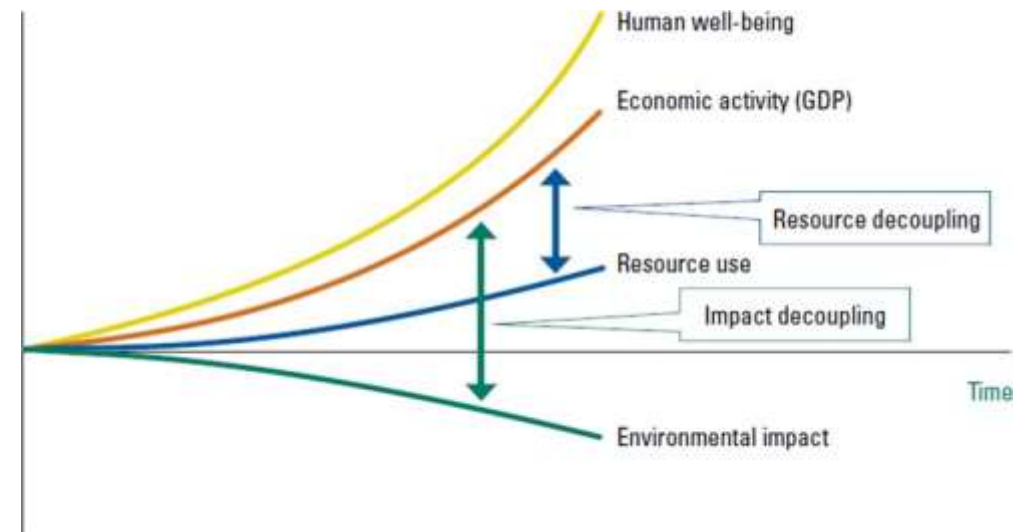 Human well-being
Economic activity (GDP)
Resource decoupling
Resource use
Impact decoupling
Time
Environmental impact